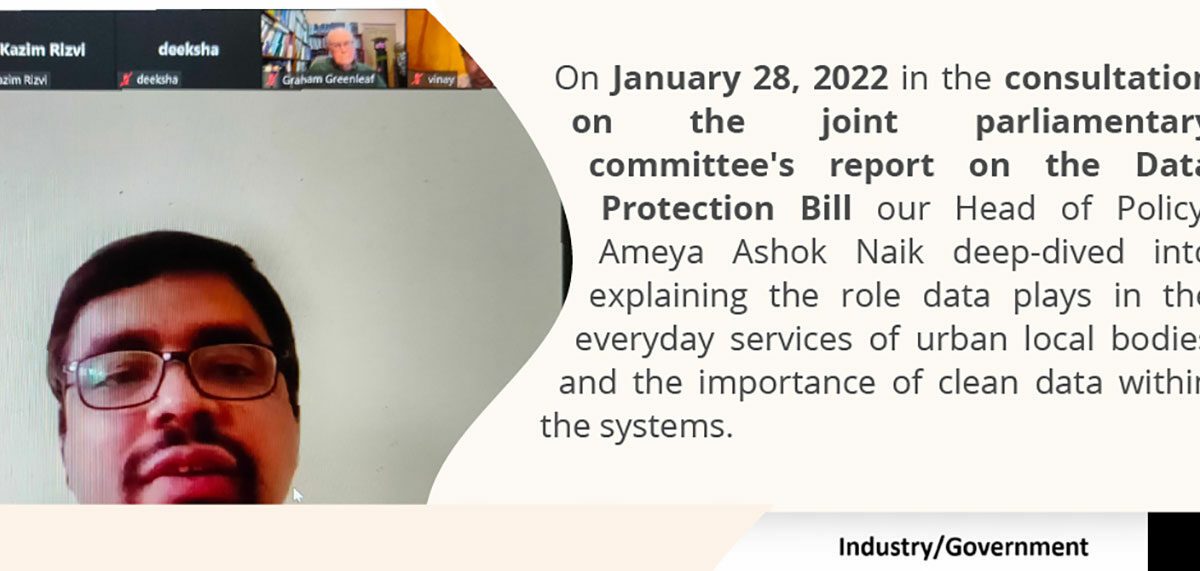 Kazim Rizvi
deeksha
azim Rizvi
deeksha
Graham Greenleaf
vinay
On January 28, 2022 in the consultation
on the joint parliamentary
committee's report on the Data
Protection Bill our Head of Policy
Ameya Ashok Naik deep-dived into
explaining the role data plays in the
everyday services of urban local bodies
and the importance of clean data within
the systems.
Industry/Government